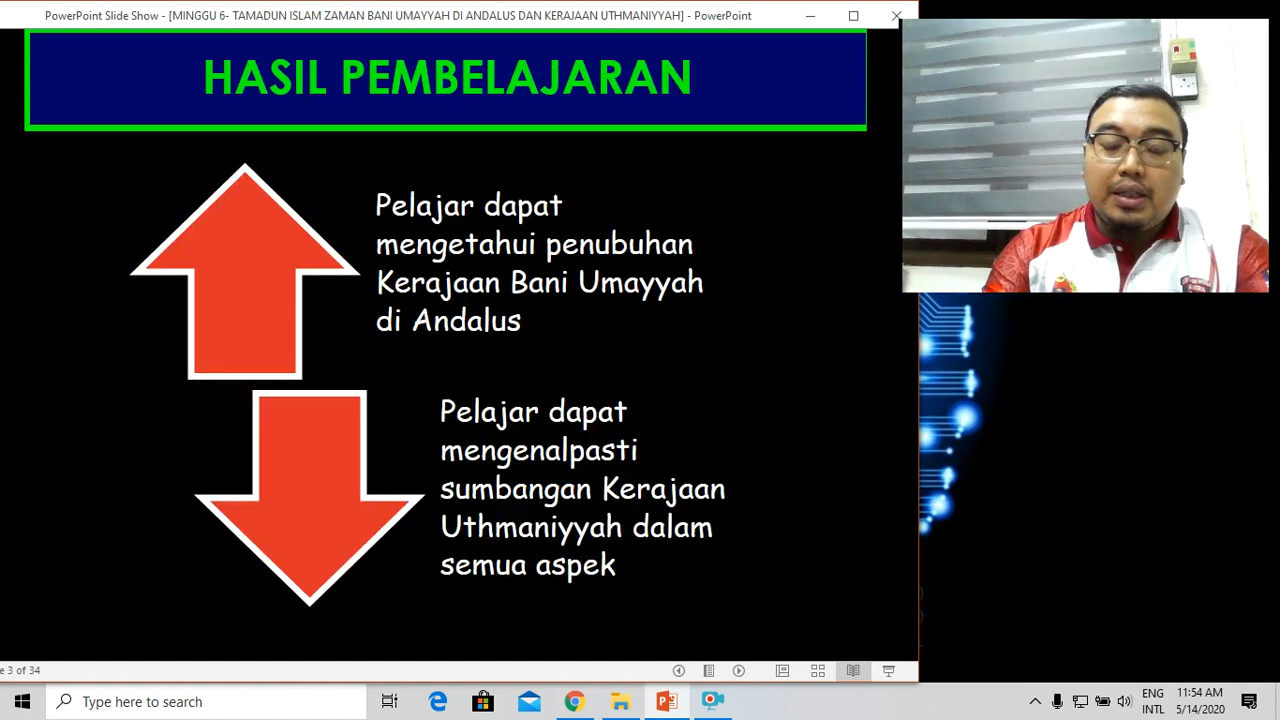 PowerPoint Slide Show - [MINGGU 6- TAMADUN ISLAM ZAMAN BANI UMAYYAH DI ANDALUS DAN KERAJAAN UTHMANIYYAH] - PowerPoint
HASIL PEMBELAJARAN
Pelajar dapat
mengetahui penubuhan
Kerajaan Bani Umayyah
di Andalus
Pelajar dapat
mengenalpasti
sumbangan Kerajaan
Uthmaniyyah dalam
semua aspek
e 3 of 34
Type here to search
ENG
INTL
11:54 AM
5/14/2020